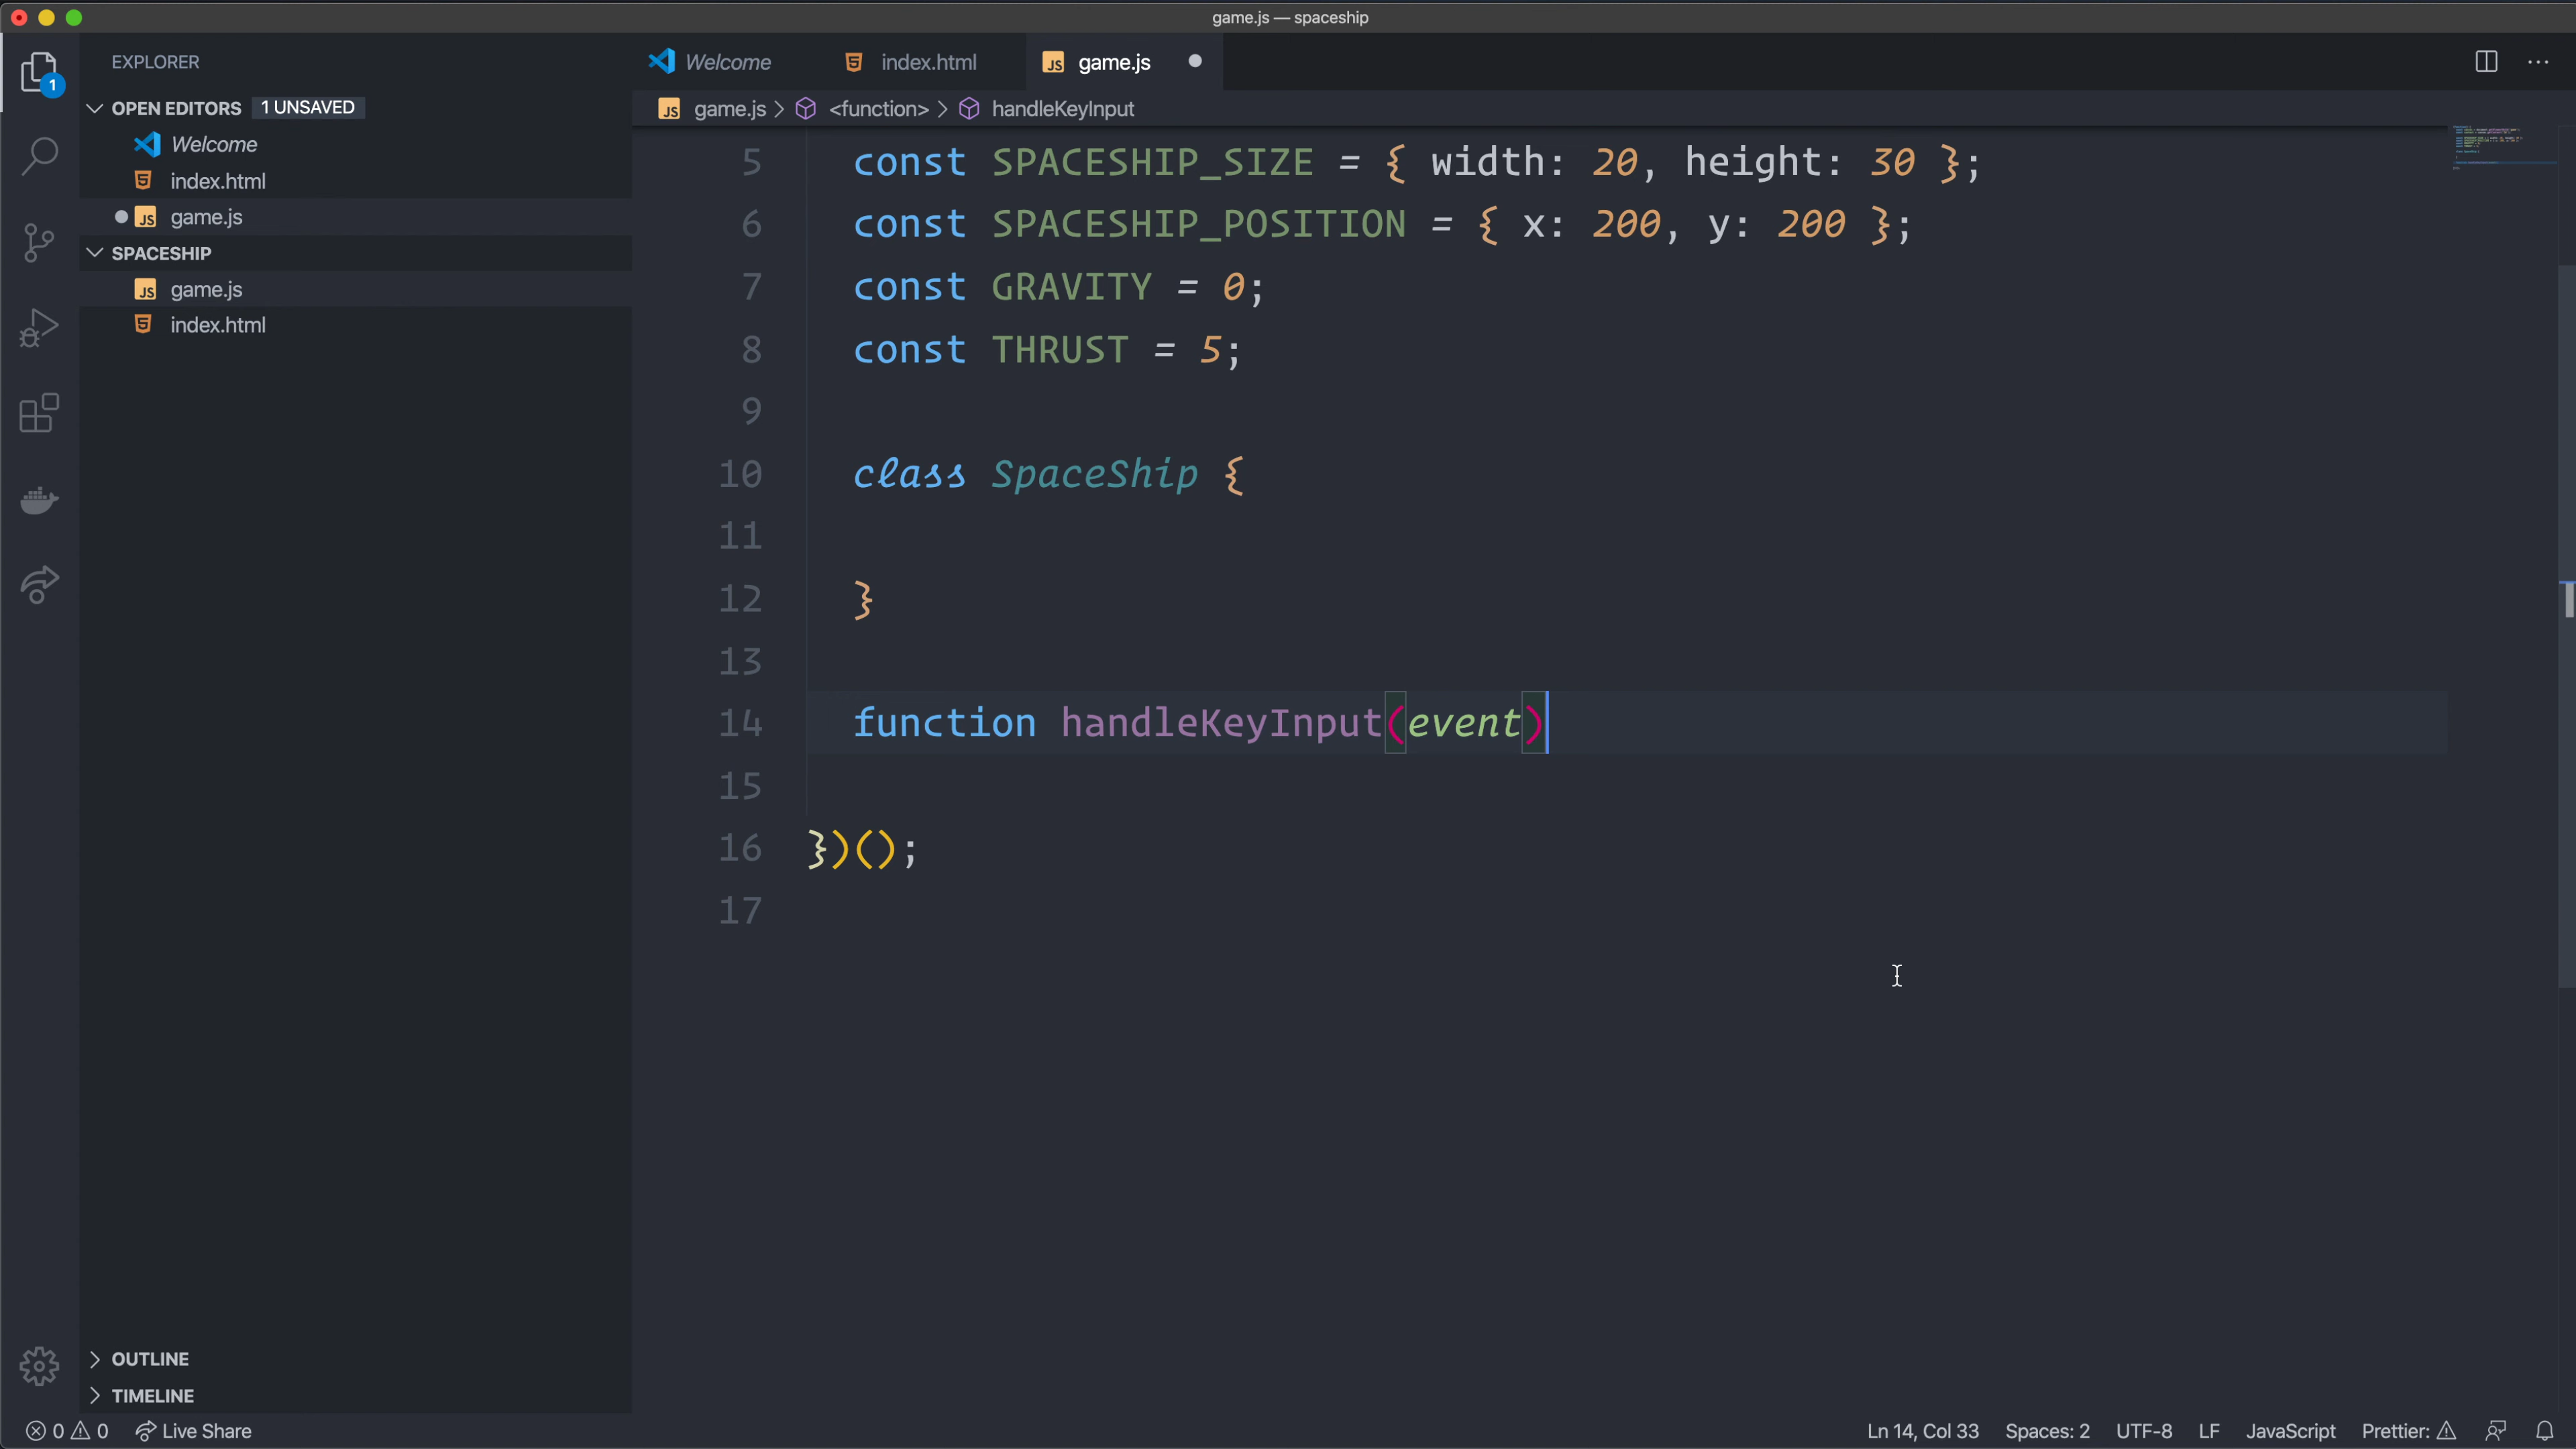 game.js — spaceship
EXPLORER
OPEN EDITORS 1 UNSAVED
Welcome
index.html
game.js
SPACESHIP
game.js
index.html
OUTLINE
TIMELINE
1
Welcome index.html JS game.js
JS game.js > <function> > handleKeyInput
5 const SPACESHIP_SIZE = { width: 20, height: 30 };
6 const SPACESHIP_POSITION = { x: 200, y: 200 };
7 const GRAVITY = 0;
8 const THRUST = 5;
9
10 class SpaceShip {
11
12 }
13
14 function handleKeyInput(event)
15
16 })();
17
0 0 Live Share Ln 14, Col 33 Spaces: 2 UTF-8 LF JavaScript Prettier: